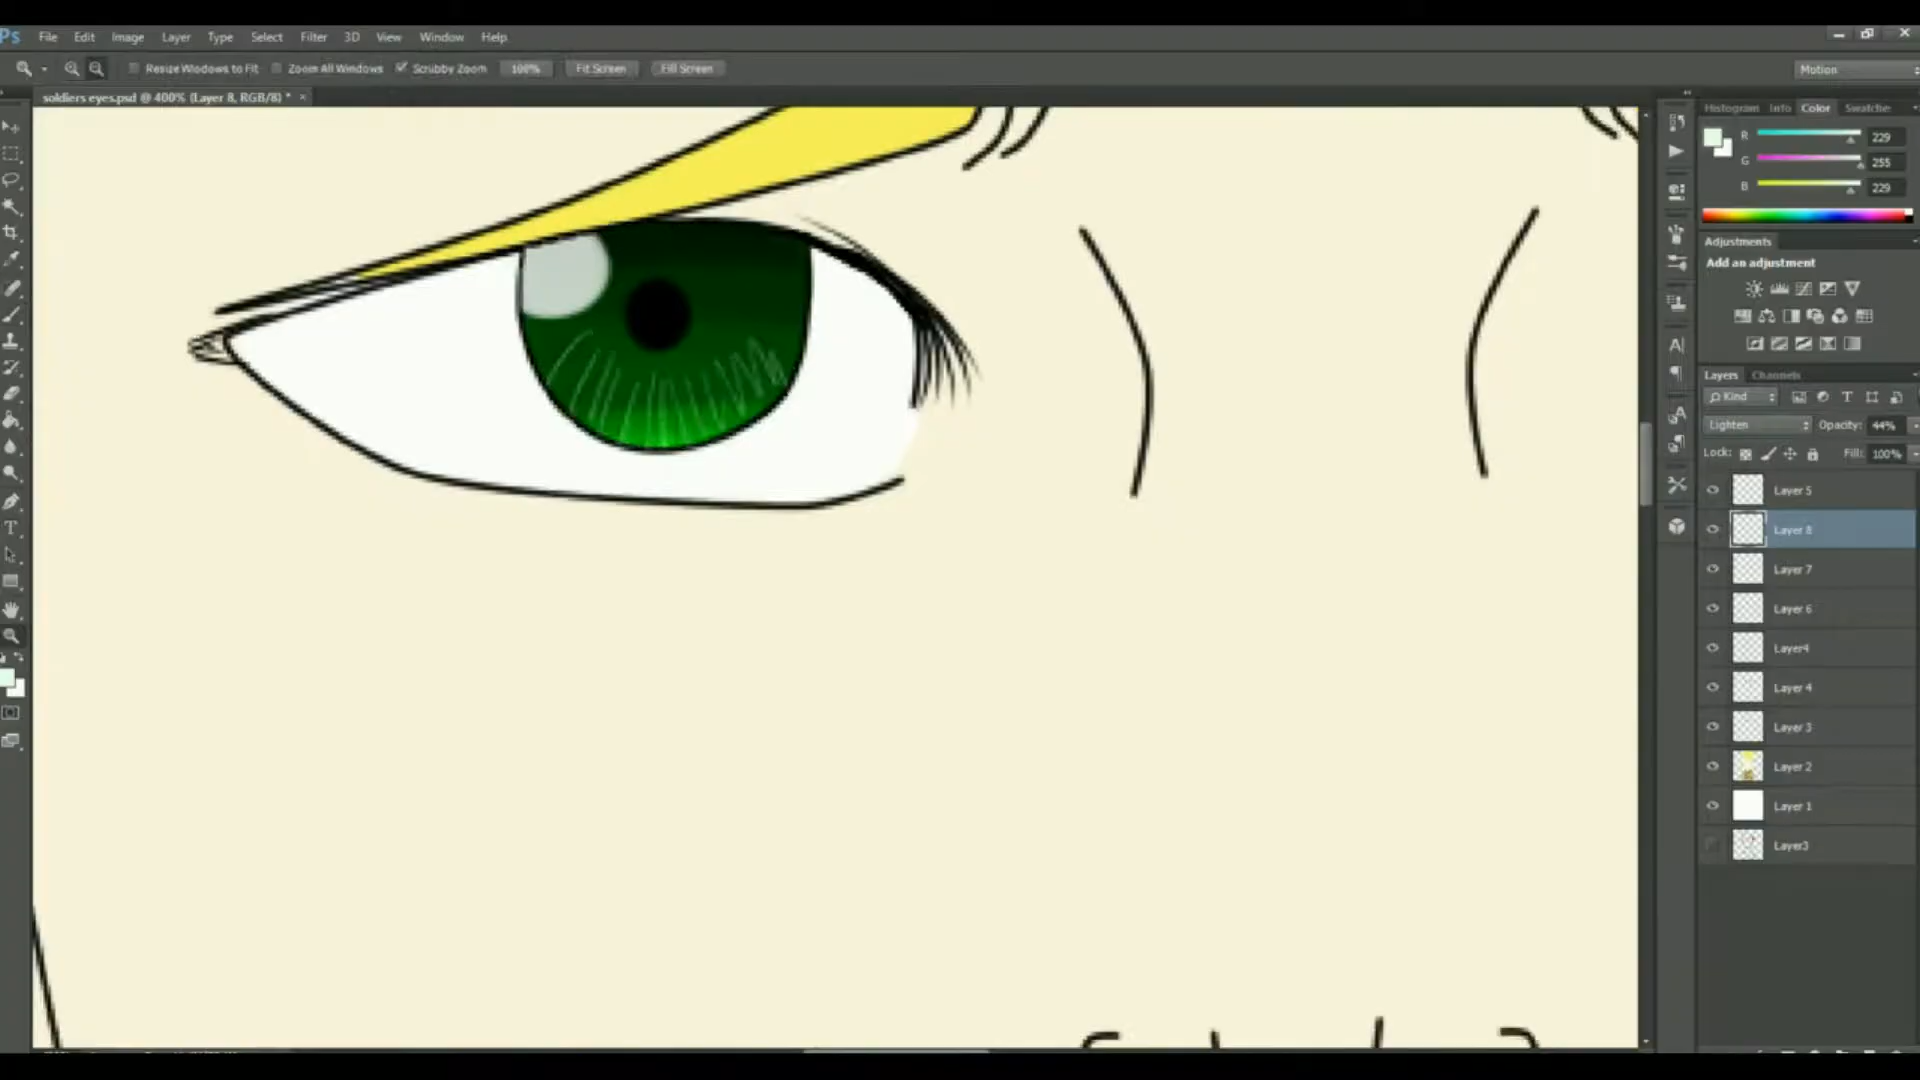 Ps File Edit Image Layer Type Select Filter 3D View Window Help
Resize Windows to Fit Zoom All Windows Scrubby Zoom 100% Fit Screen Fill Screen Motion
soldiers eyes.psd @ 400% (Layer 8, RGB/8) * ×
Histogram Info Color Swatche
R 229
G 255
B 229
Adjustments
Add an adjustment
Layers Channels
Kind
Lighten Opacity: 44%
Lock: Fill: 100%
Layer 5
Layer 8
Layer 7
Layer 6
Layer4
Layer 4
Layer 3
Layer 2
Layer 1
Layer3